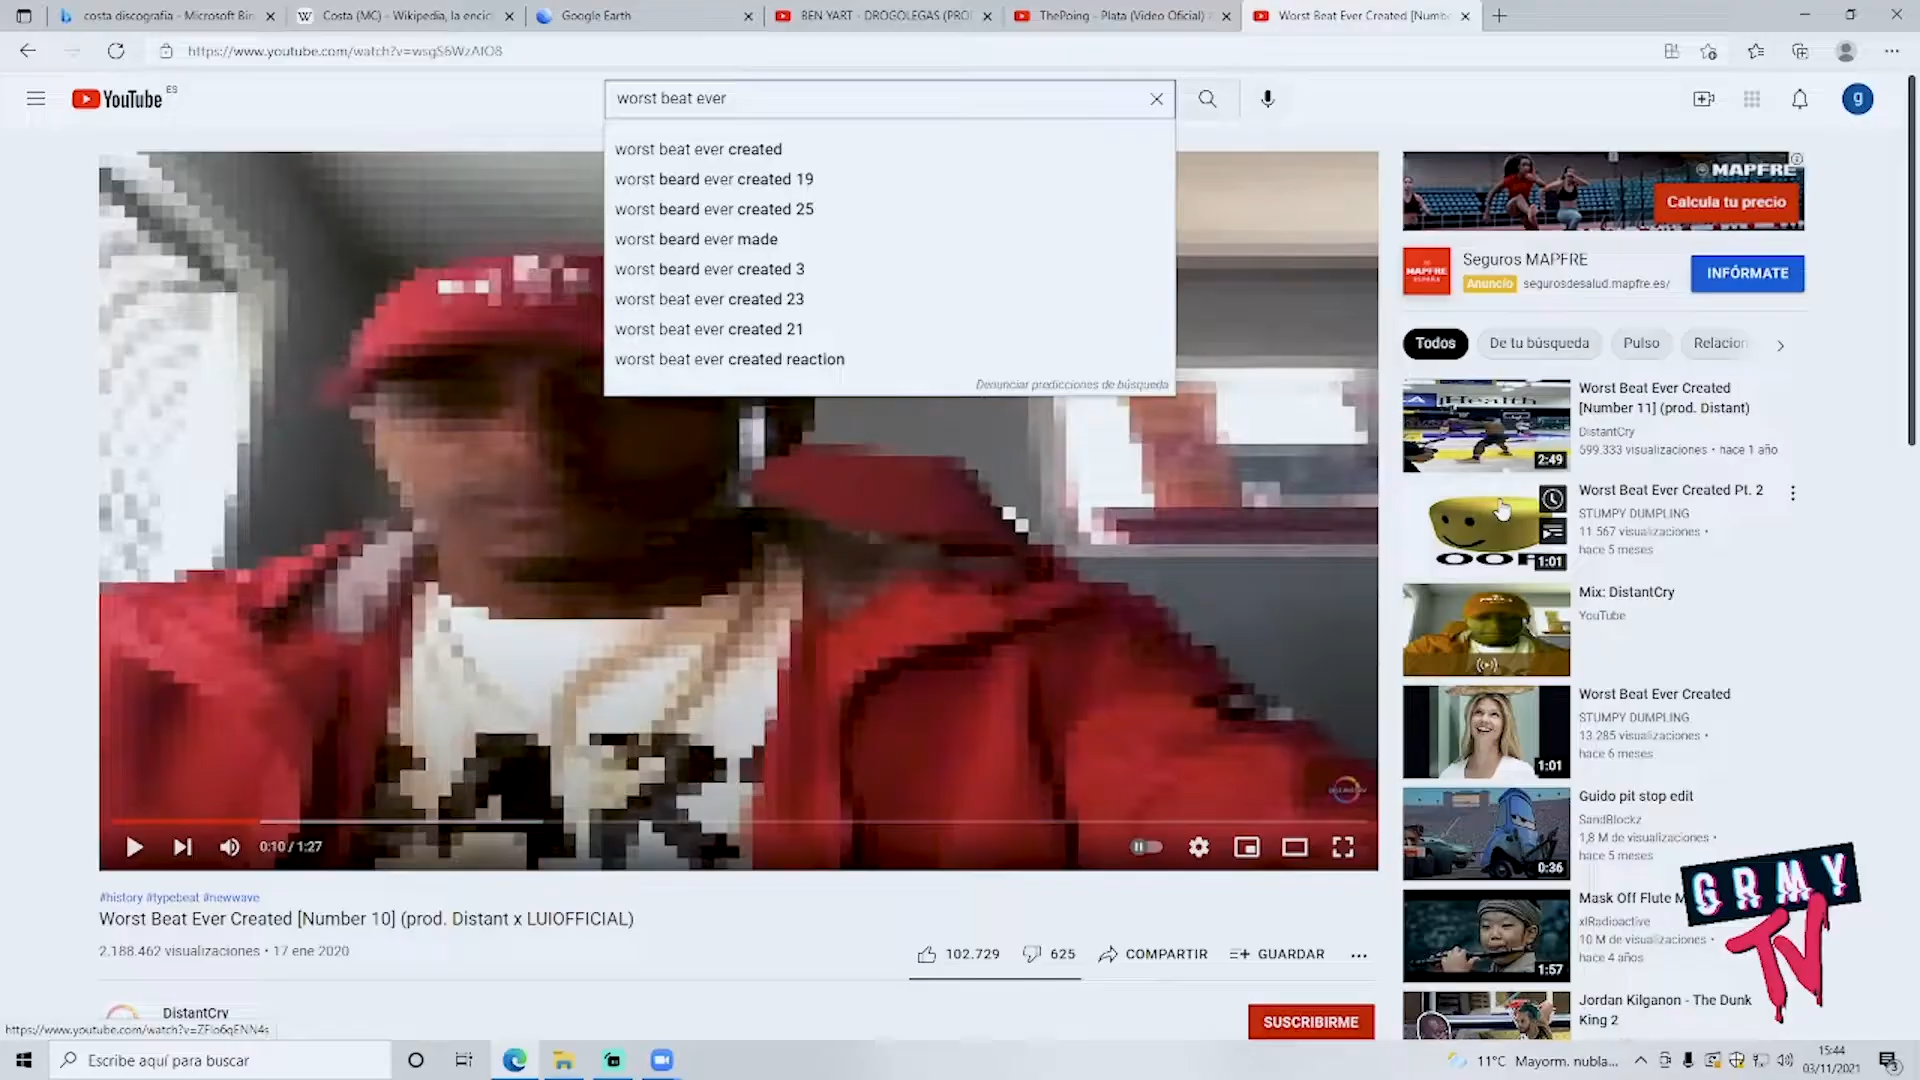 costa discografia - Microsoft Bin
Costa (MC) - Wikipedia, la encic
Google Earth
BEN YART - DROGOLEGAS (PRO
ThePoing - Plata (Video Oficial)
Worst Beat Ever Created [Numb
https://www.youtube.com/watch?v=wsgS6WzAIO8
YouTube ES
worst beat ever
g
worst beat ever created
worst beard ever created 19
worst beard ever created 25
worst beard ever made
worst beard ever created 3
worst beat ever created 23
worst beat ever created 21
worst beat ever created reaction
Denunciar predicciones de búsqueda
MAPFRE
Calcula tu precio
MAPFRE
Seguros MAPFRE
Anuncio segurosdesalud.mapfre.es/
INFÓRMATE
Todos
De tu búsqueda
Pulso
Relacion
Worst Beat Ever Created
[Number 11] (prod. Distant)
DistantCry
599.333 visualizaciones • hace 1 año
2:49
Worst Beat Ever Created Pt. 2
STUMPY DUMPLING
11.567 visualizaciones •
hace 5 meses
1:01
Mix: DistantCry
YouTube
Worst Beat Ever Created
STUMPY DUMPLING
13.285 visualizaciones •
hace 6 meses
1:01
Guido pit stop edit
SandBlockz
1,8 M de visualizaciones •
hace 5 meses
0:36
Mask Off Flute M
xlRadioactive
10 M de visualizaciones •
hace 4 años
1:57
Jordan Kilganon - The Dunk
King 2
GRMY
TV
0:10 / 1:27
#history #typebeat #newwave
Worst Beat Ever Created [Number 10] (prod. Distant x LUIOFFICIAL)
2.188.462 visualizaciones • 17 ene 2020
102.729
625
COMPARTIR
GUARDAR
DistantCry
SUSCRIBIRME
https://www.youtube.com/watch?v=ZFlo6qENN4s
Escribe aquí para buscar
11°C Mayorm. nubla...
15:44
03/11/2021
3